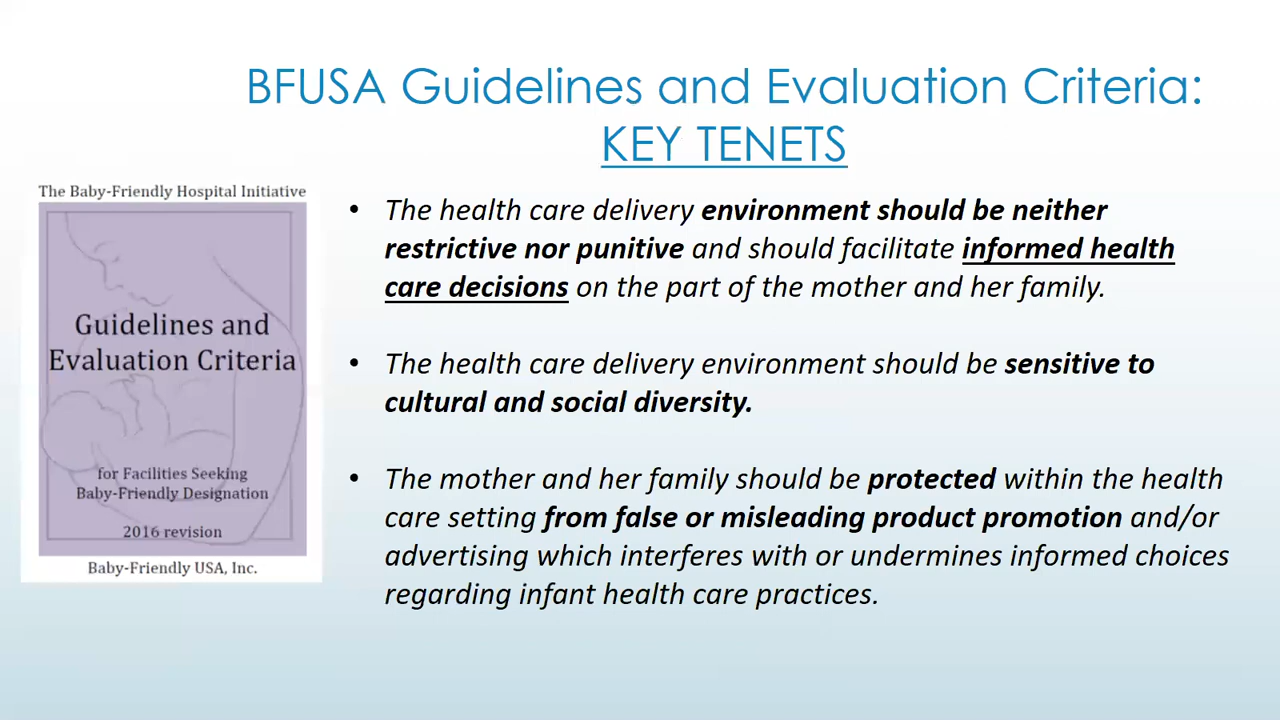 BFUSA Guidelines and Evaluation Criteria:
KEY TENETS
The Baby-Friendly Hospital Initiative
Guidelines and
Evaluation Criteria
for Facilities Seeking
Baby-Friendly Designation
2016 revision
Baby-Friendly USA, Inc.
• The health care delivery environment should be neither
restrictive nor punitive and should facilitate informed health
care decisions on the part of the mother and her family.
• The health care delivery environment should be sensitive to
cultural and social diversity.
• The mother and her family should be protected within the health
care setting from false or misleading product promotion and/or
advertising which interferes with or undermines informed choices
regarding infant health care practices.